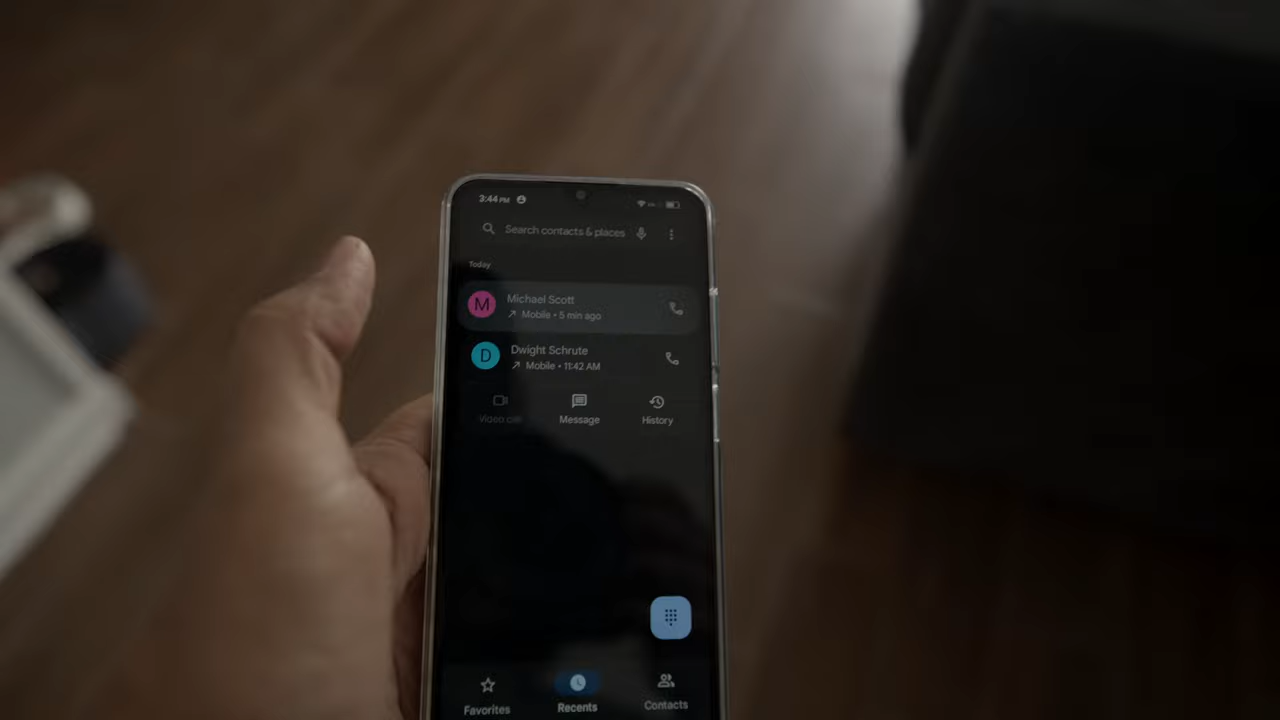 3:44 PM
Search contacts & places
Today
M
Michael Scott
Mobile • 5 min ago
D
Dwight Schrute
Mobile • 11:42 AM
Video call
Message
History
Favorites
Recents
Contacts